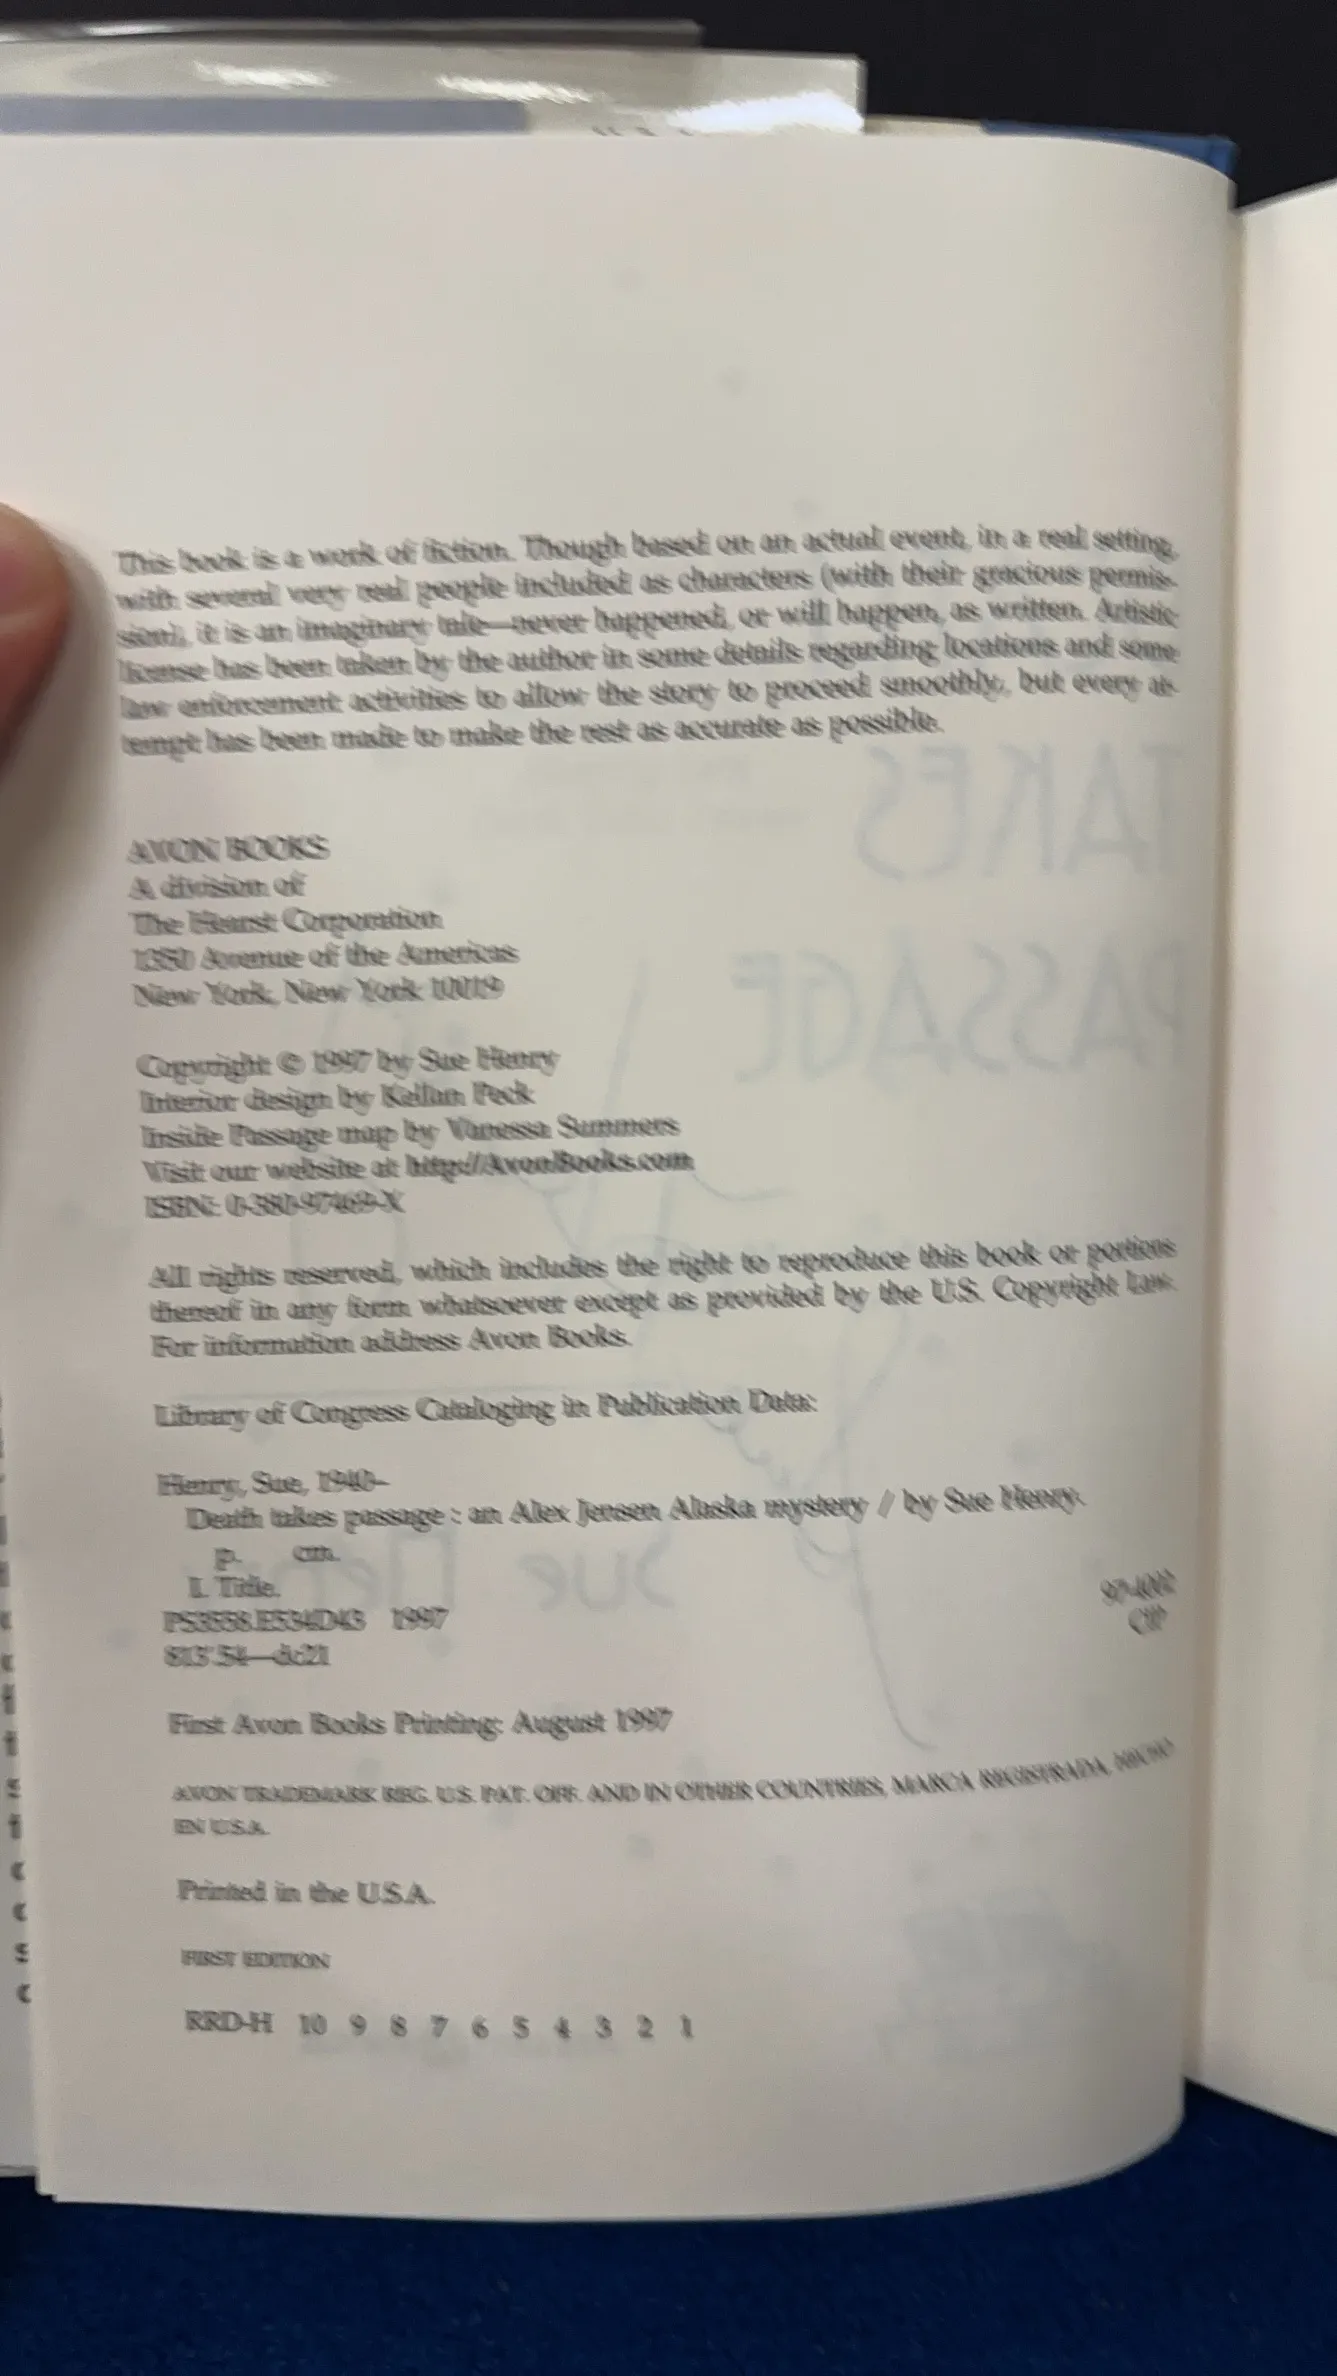 This book is a work of fiction. Though based on an actual event, in a real setting,
with several very real people included as characters (with their gracious permis-
sion), it is an imaginary tale—never happened, or will happen, as written. Artistic
license has been taken by the author in some details regarding locations and some
law enforcement activities to allow the story to proceed smoothly, but every at-
tempt has been made to make the rest as accurate as possible.
AVON BOOKS
A division of
The Hearst Corporation
1350 Avenue of the Americas
New York, New York 10019
Copyright © 1997 by Sue Henry
Interior design by Kellan Peck
Inside Passage map by Vanessa Summers
Visit our website at http://AvonBooks.com
ISBN: 0-380-97469-X
All rights reserved, which includes the right to reproduce this book or portions
thereof in any form whatsoever except as provided by the U.S. Copyright Law.
For information address Avon Books.
Library of Congress Cataloging in Publication Data:
Henry, Sue, 1940–
Death takes passage : an Alex Jensen Alaska mystery / by Sue Henry.
p. cm.
I. Title.
PS3558.E534D43 1997
813'.54—dc21
CIP
First Avon Books Printing: August 1997
AVON TRADEMARK REG. U.S. PAT. OFF. AND IN OTHER COUNTRIES, MARCA REGISTRADA, HECHO
EN U.S.A.
Printed in the U.S.A.
FIRST EDITION
RRD-H 10 9 8 7 6 5 4 3 2 1
TAKES
PASSAGE
Sue Henry